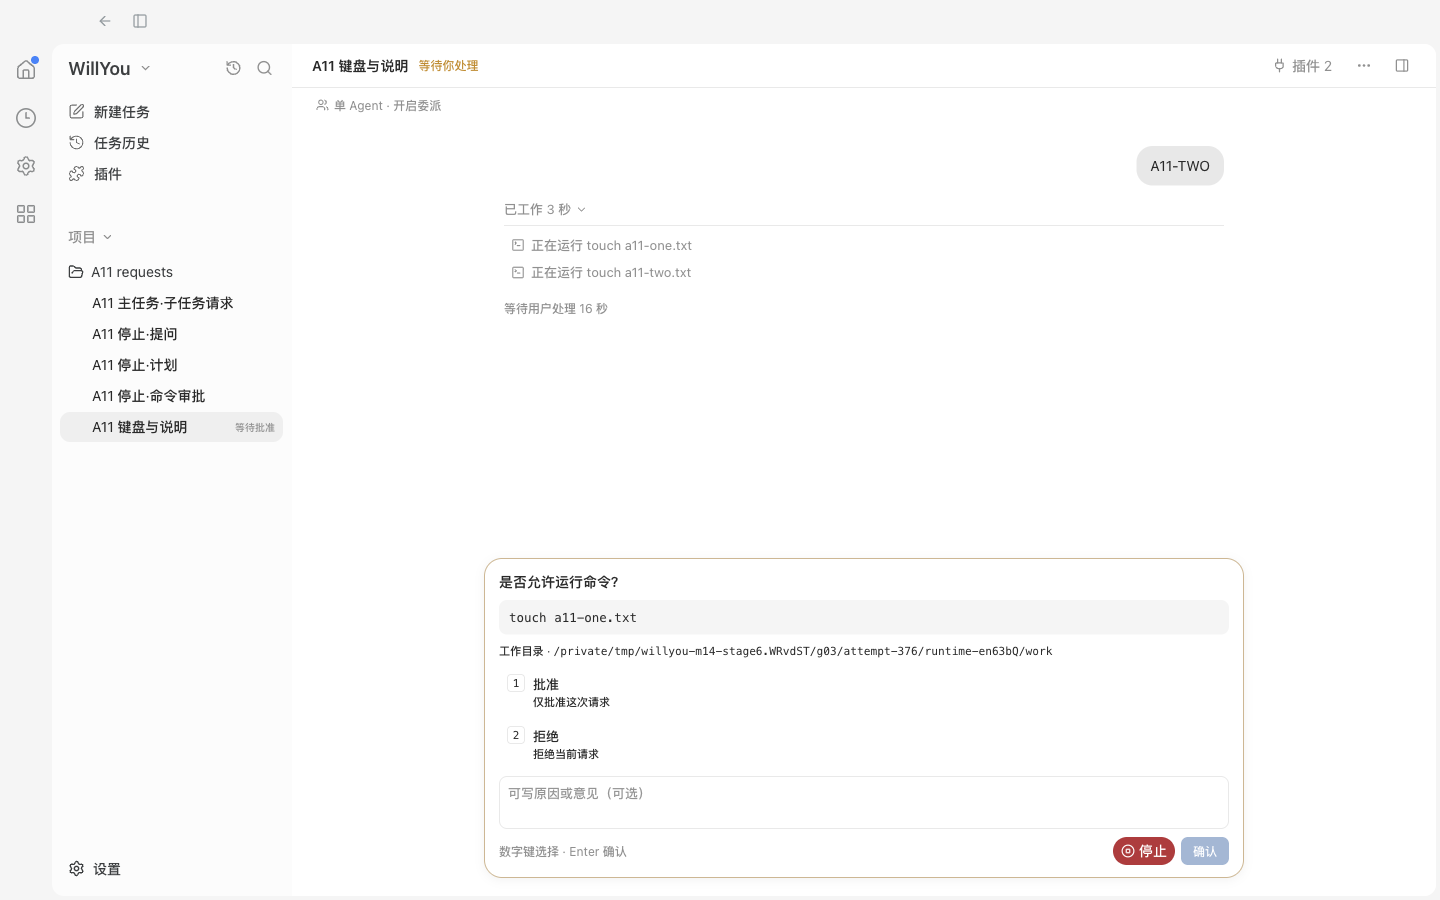 WillYou
新建任务
任务历史
插件
项目
A11 requests
A11 主任务·子任务请求
A11 停止·提问
A11 停止·计划
A11 停止·命令审批
A11 键盘与说明 等待批准
设置
A11 键盘与说明 等待你处理
插件 2
单 Agent · 开启委派
A11-TWO
已工作 3 秒
正在运行 touch a11-one.txt
正在运行 touch a11-two.txt
等待用户处理 16 秒
是否允许运行命令?
touch a11-one.txt
工作目录 · /private/tmp/willyou-m14-stage6.WRvdST/g03/attempt-376/runtime-en63bQ/work
1 批准
仅批准这次请求
2 拒绝
拒绝当前请求
可写原因或意见（可选）
数字键选择 · Enter 确认
停止
确认